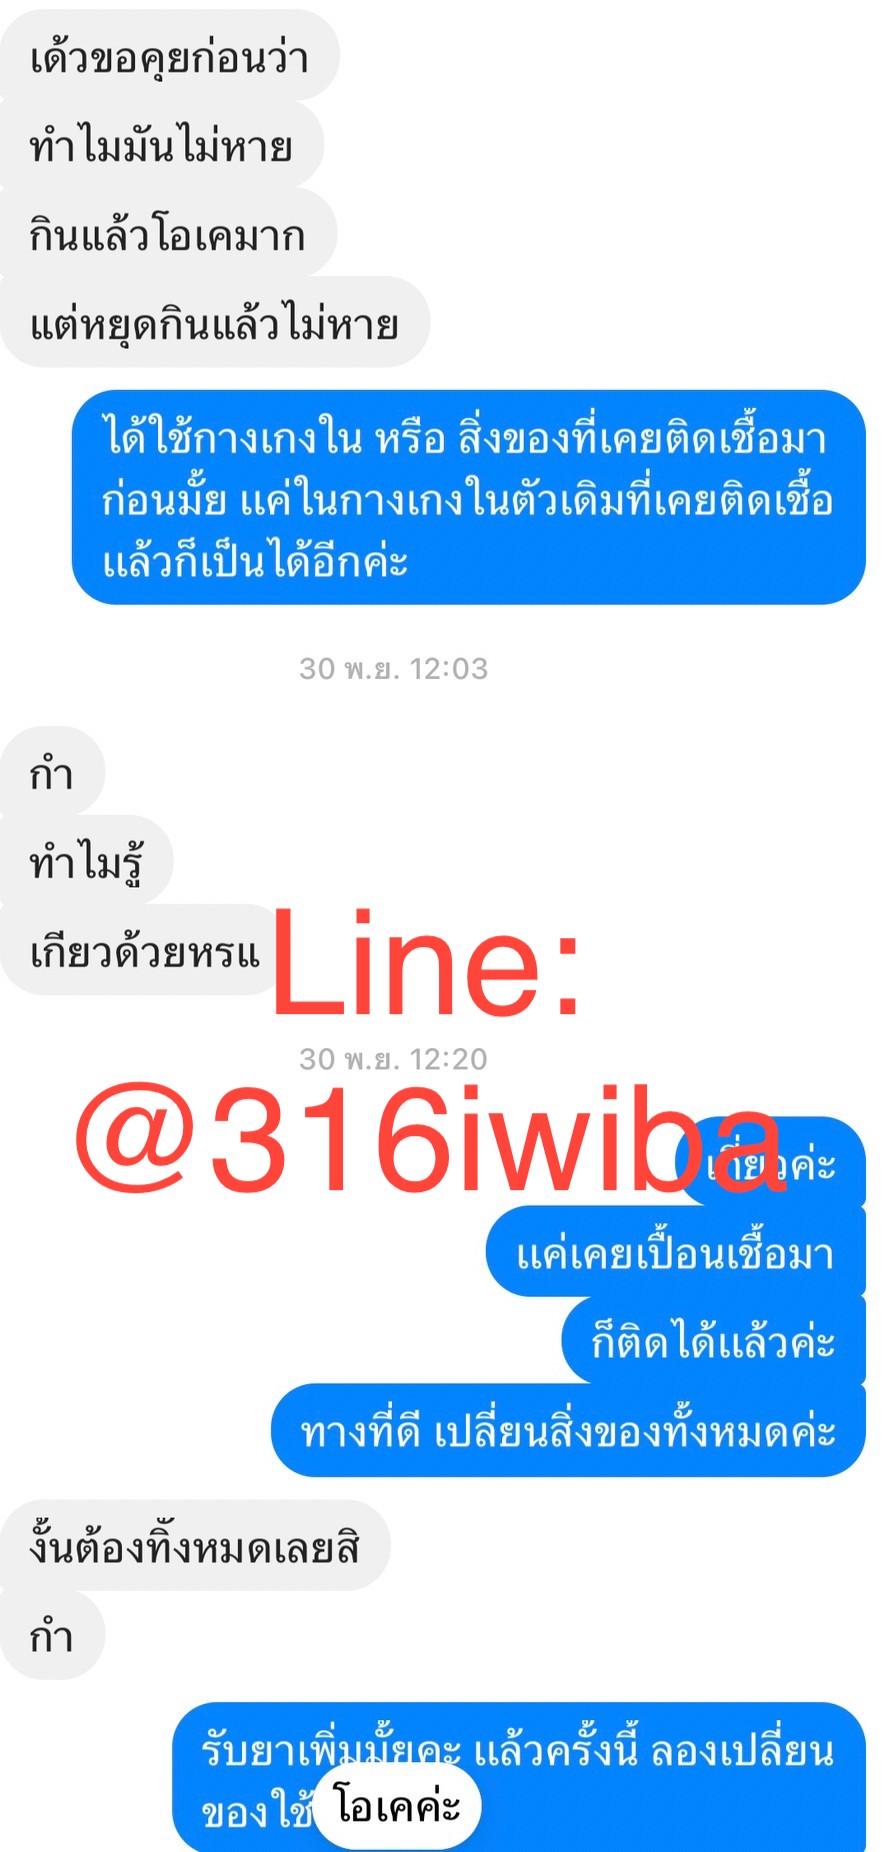 เด้วขอคุยก่อนว่า
ทำไมมันไม่หาย
กินแล้วโอเคมาก
แต่หยุดกินแล้วไม่หาย
ได้ใช้กางเกงใน หรือ สิ่งของที่เคยติดเชื้อมา
ก่อนมั้ย แค่ในกางเกงในตัวเดิมที่เคยติดเชื้อ
แล้วก็เป็นได้อีกค่ะ
30 พ.ย. 12:03
กำ
ทำไมรู้
เกียวด้วยหรแ
Line:
30 พ.ย. 12:20
@316iwiba
เกี่ยวค่ะ
แค่เคยเปื้อนเชื้อมา
ก็ติดได้แล้วค่ะ
ทางที่ดี เปลี่ยนสิ่งของทั้งหมดค่ะ
งั้นต้องทิ้งหมดเลยสิ
กำ
รับยาเพิ่มมั้ยคะ แล้วครั้งนี้ ลองเปลี่ยน
ของใช้
โอเคค่ะ